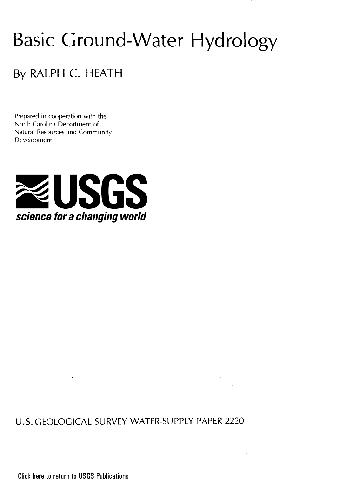 Basic Ground-Water Hydrology
By RALPH C. HEATH
Prepared in cooperation with the
North Carolina Department of
Natural Resources and Community
Development
USGS
science for a changing world
U.S. GEOLOGICAL SURVEY WATER-SUPPLY PAPER 2220
Click here to return to USGS Publications